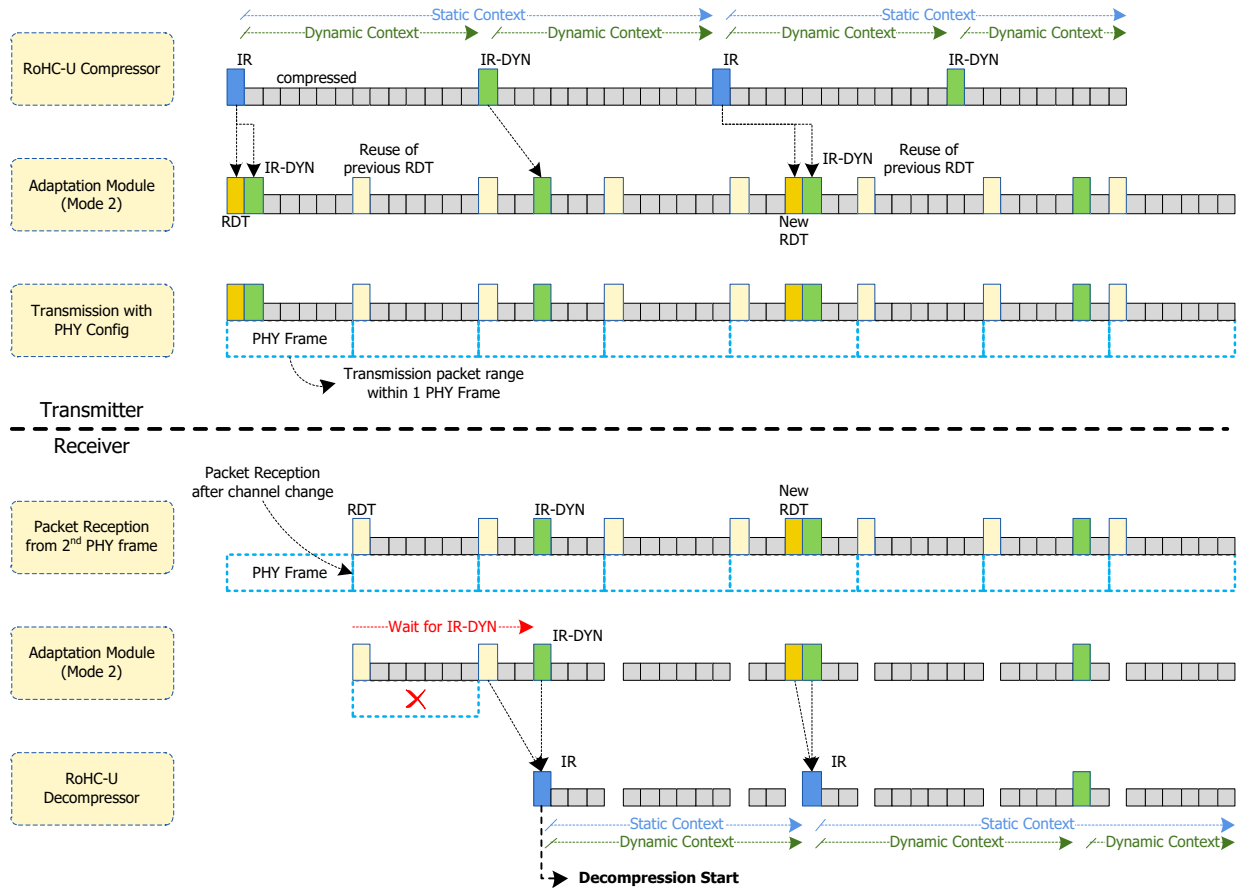 Static Context
Static Context
Dynamic Context
Dynamic Context
Dynamic Context
Dynamic Context
RoHC-U Compressor
IR
compressed
IR-DYN
IR
IR-DYN
Adaptation Module
(Mode 2)
IR-DYN
Reuse of
previous RDT
IR-DYN
Reuse of
previous RDT
RDT
New
RDT
Transmission with
PHY Config
PHY Frame
Transmission packet range
within 1 PHY Frame
Transmitter
Receiver
Packet Reception
after channel change
Packet Reception
from 2nd PHY frame
RDT
IR-DYN
New
RDT
PHY Frame
Adaptation Module
(Mode 2)
Wait for IR-DYN
IR-DYN
RoHC-U
Decompressor
IR
IR
Static Context
Static Context
Dynamic Context
Dynamic Context
Dynamic Context
Decompression Start